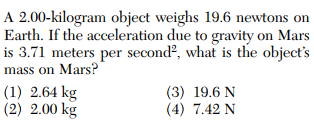 A 2.00-kilogram object weighs 19.6 newtons on
Earth. If the acceleration due to gravity on Mars
is 3.71 meters per second², what is the object's
mass on Mars?
(1) 2.64 kg (3) 19.6 N
(2) 2.00 kg (4) 7.42 N